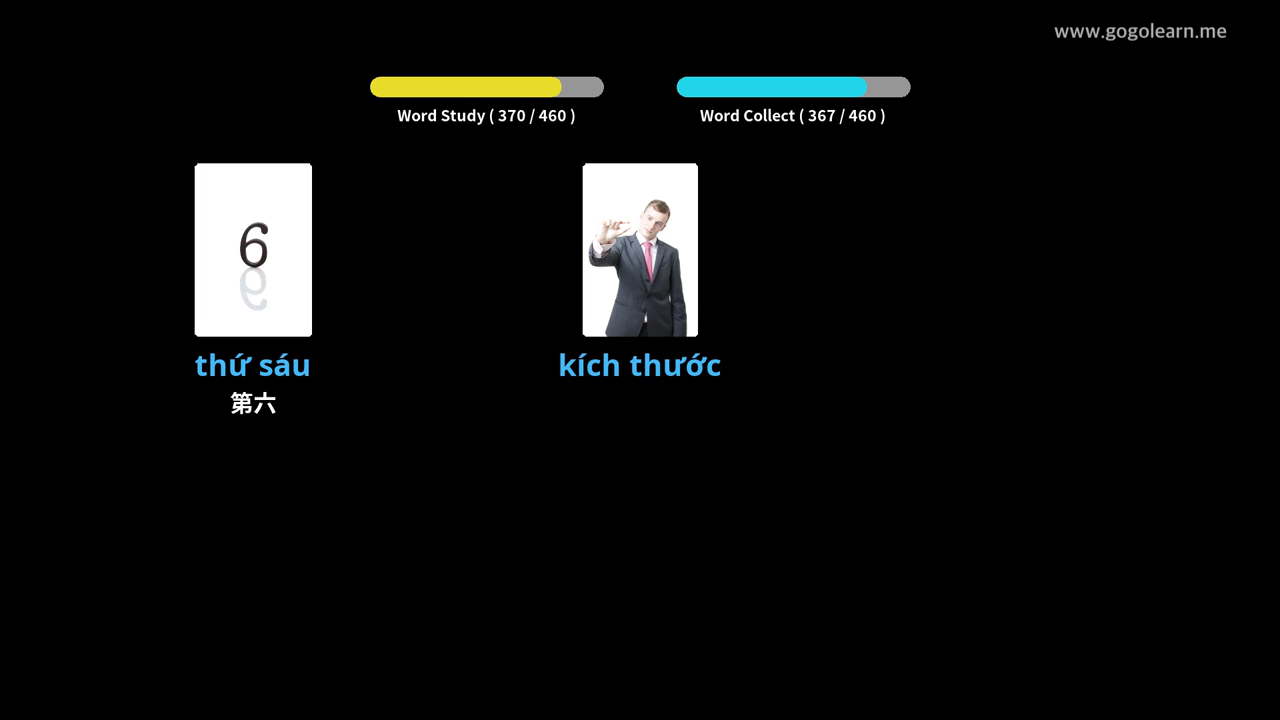 www.gogolearn.me
Word Study ( 370 / 460 )
Word Collect ( 367 / 460 )
6
thứ sáu
第六
kích thước